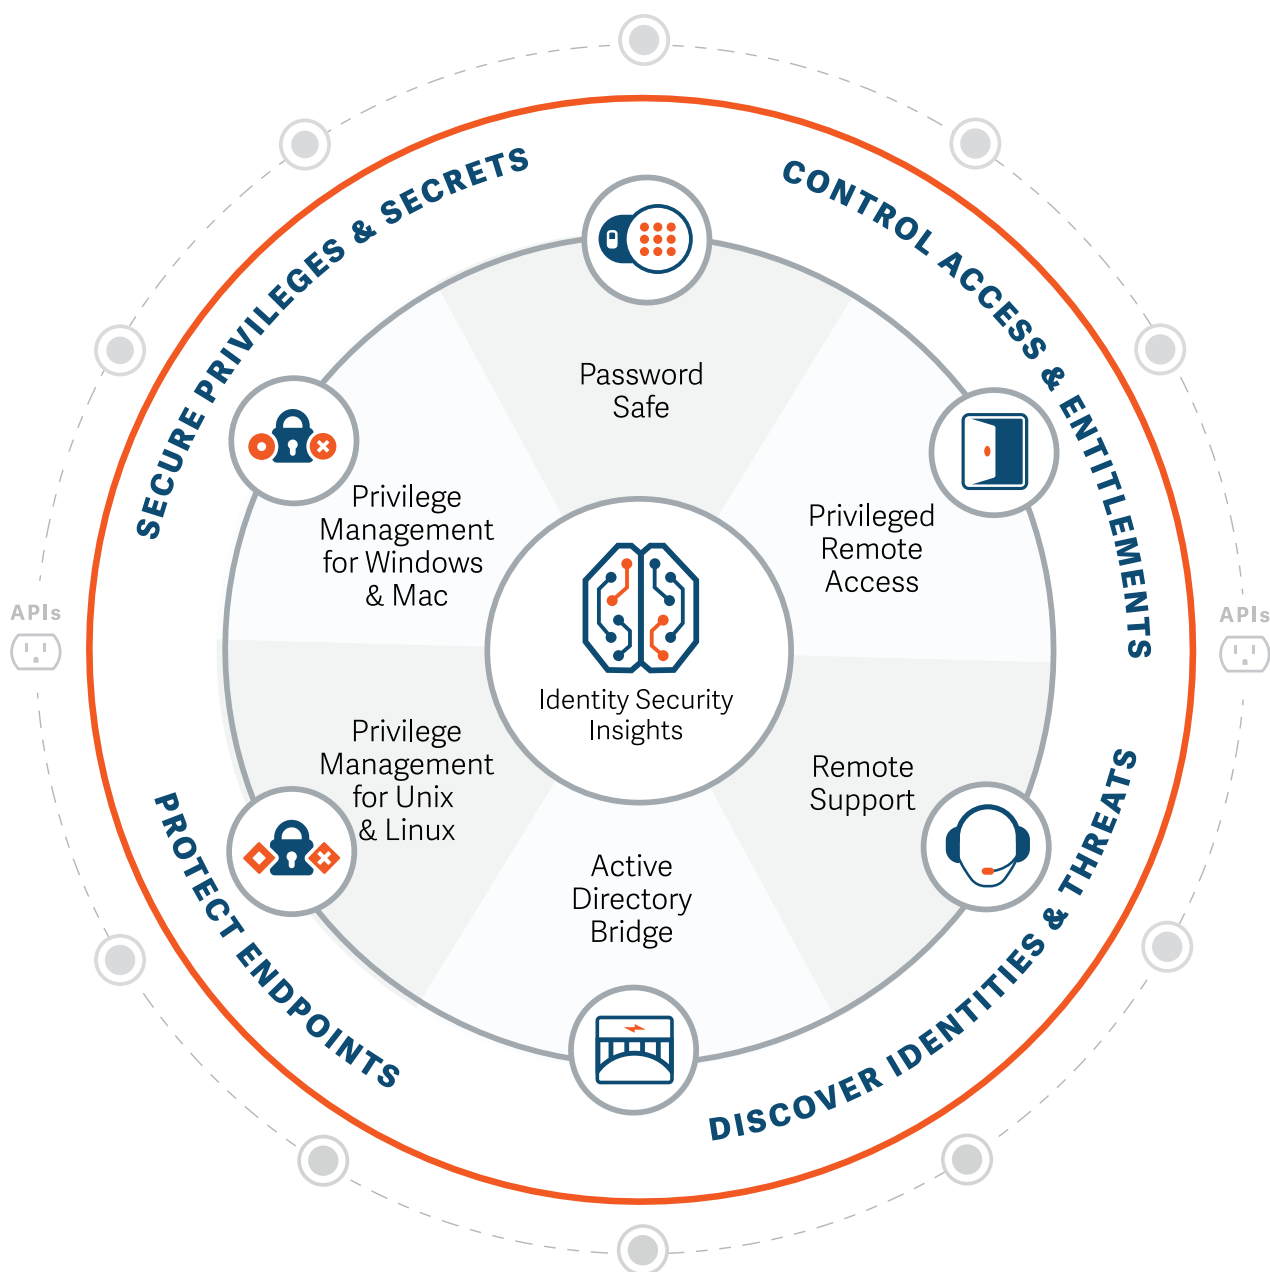 SECURE PRIVILEGES & SECRETS
CONTROL ACCESS & ENTITLEMENTS
Password
Safe
Privilege
Management
for Windows
& Mac
Privileged
Remote
Access
APIs
APIs
Identity Security
Insights
Privilege
Management
for Unix
& Linux
Remote
Support
Active
Directory
Bridge
PROTECT ENDPOINTS
DISCOVER IDENTITIES & THREATS